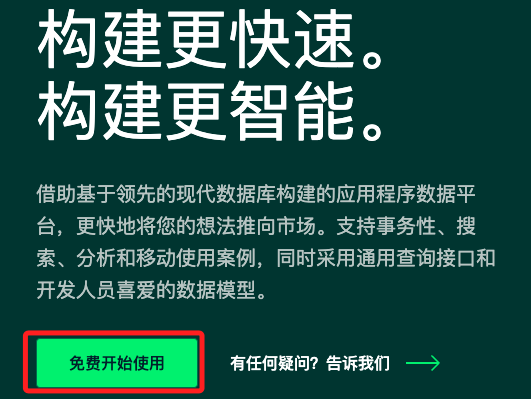 构建更快速。
构建更智能。
借助基于领先的现代数据库构建的应用程序数据平
台，更快地将您的想法推向市场。支持事务性、搜
索、分析和移动使用案例，同时采用通用查询接口和
开发人员喜爱的数据模型。
免费开始使用
有任何疑问？告诉我们